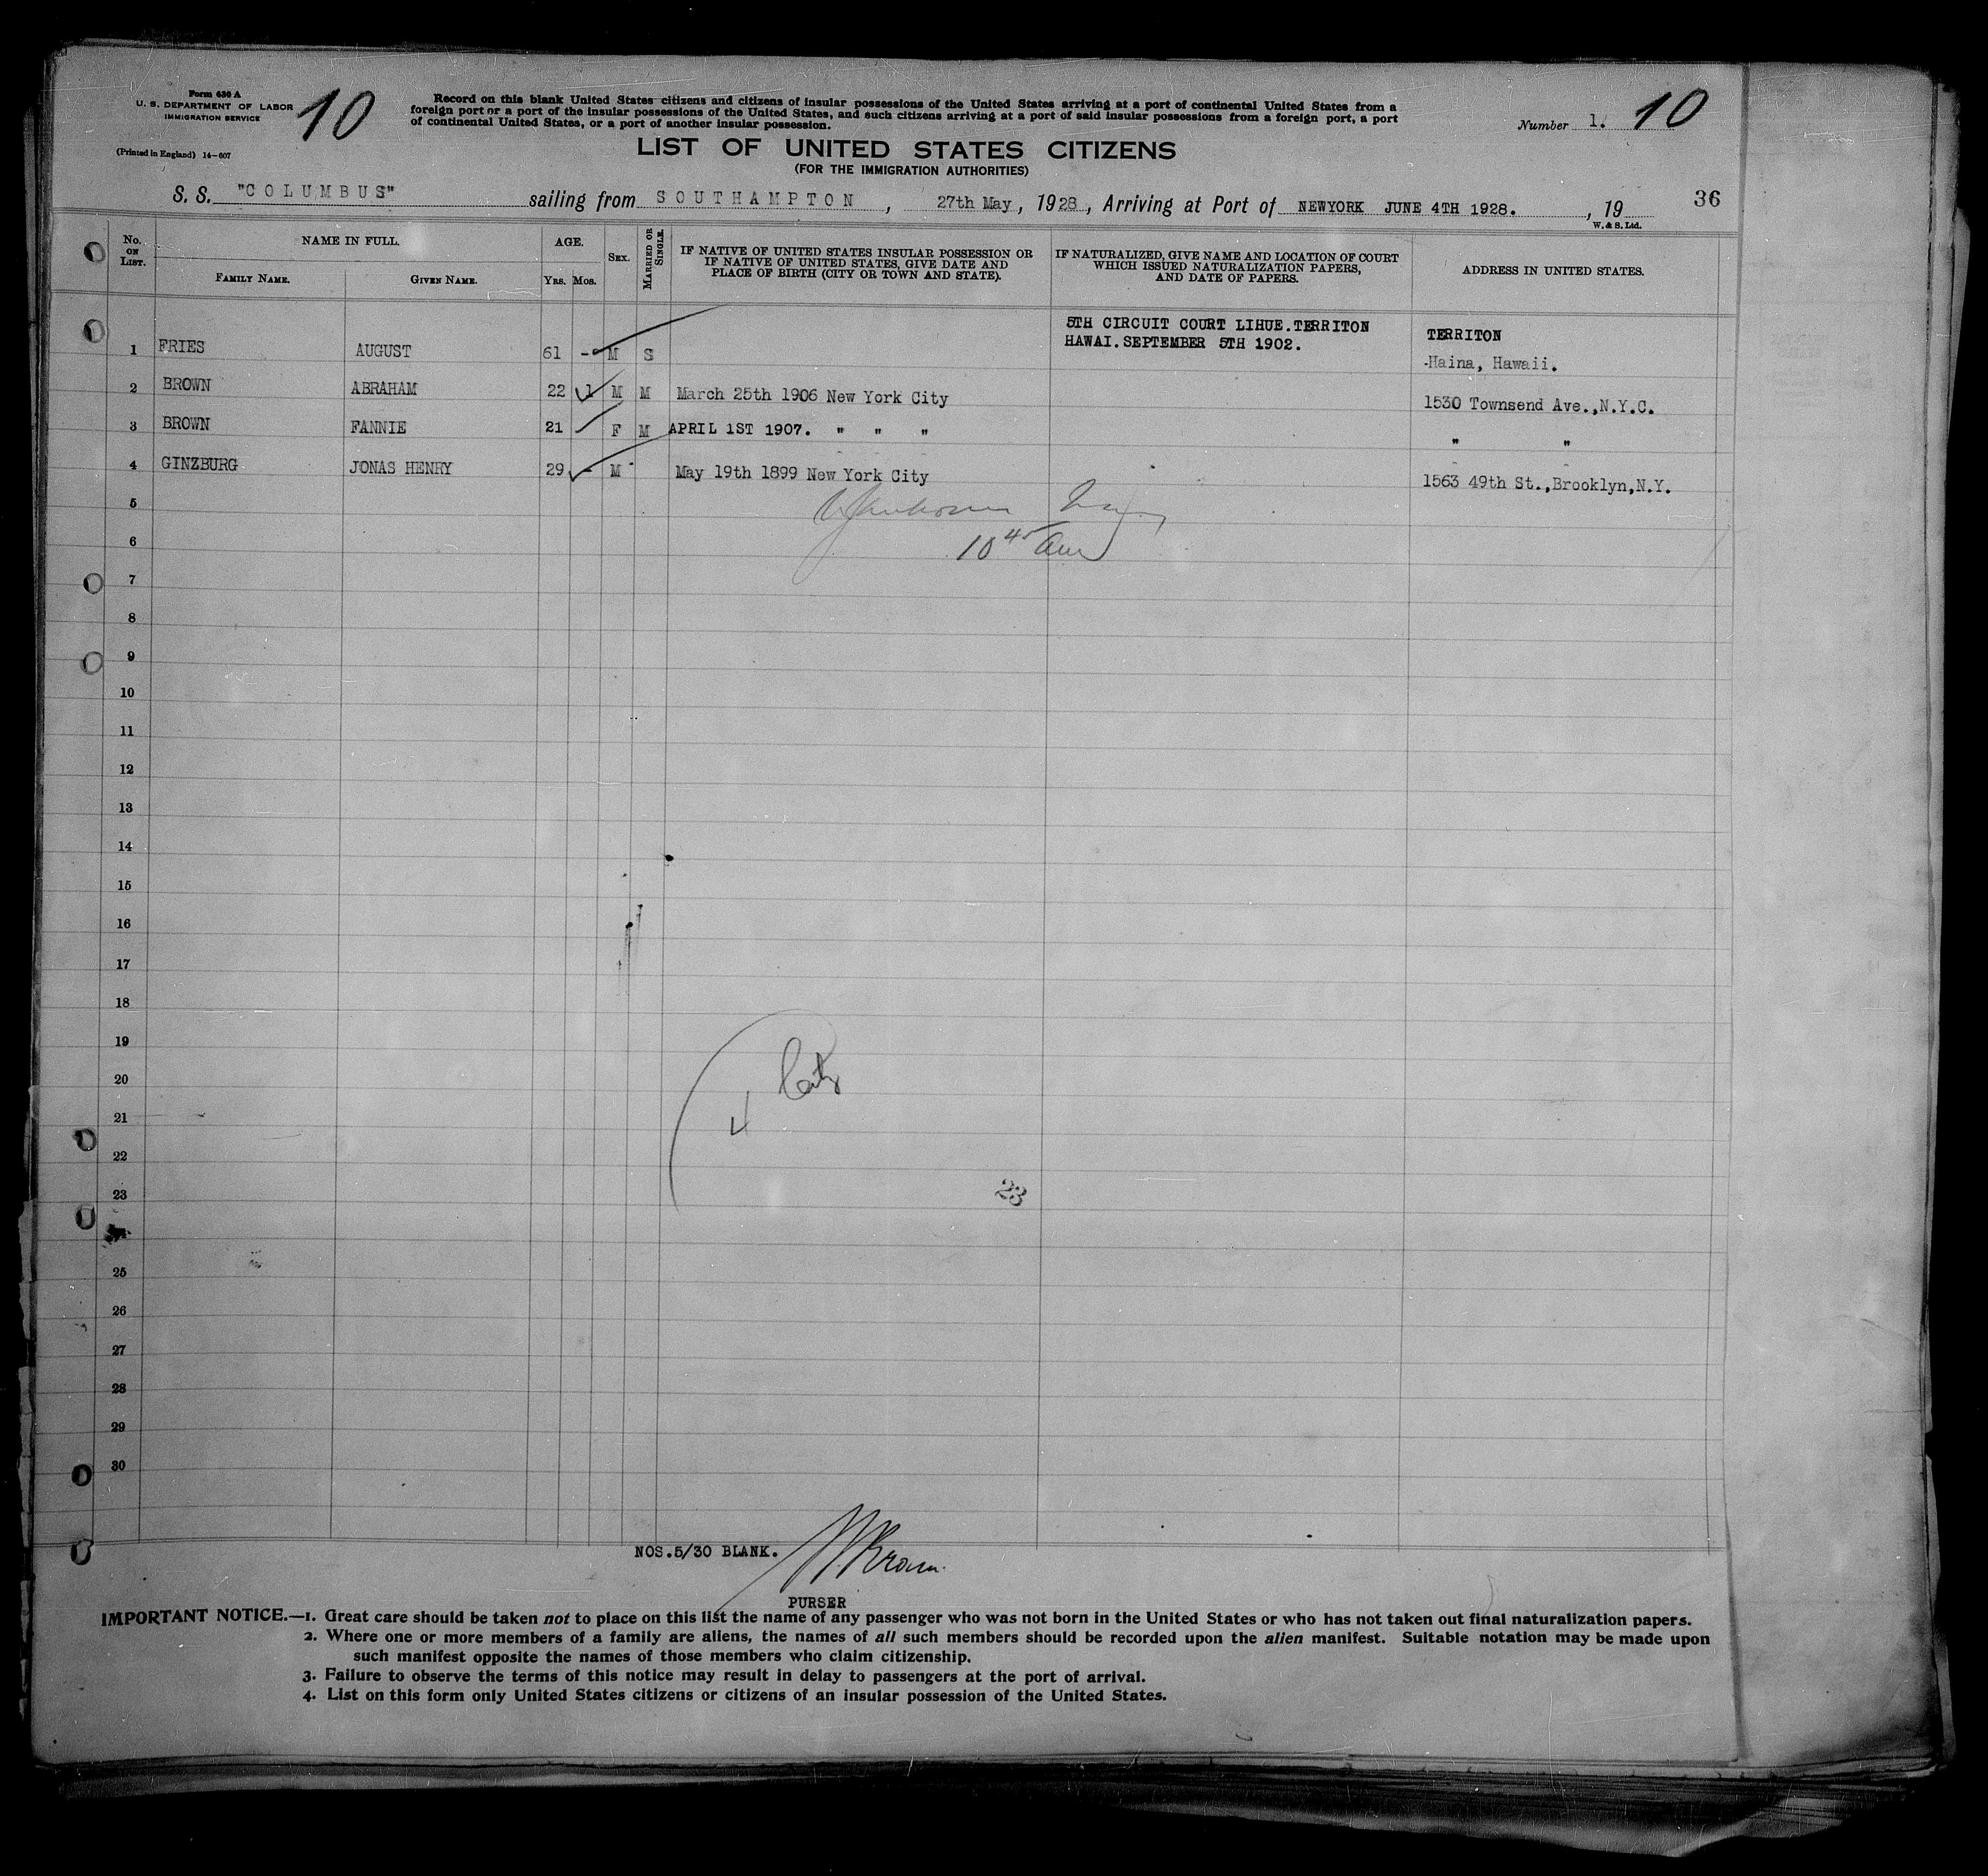 Form 630 A
U. S. DEPARTMENT OF LABOR
IMMIGRATION SERVICE
(Printed in England) 14-607
10
Record on this blank United States citizens and citizens of insular possessions of the United States arriving at a port of continental United States from a
foreign port or a port of the insular possessions of the United States, and such citizens arriving at a port of said insular possessions from a foreign port, a port
of continental United States, or a port of another insular possession.
Number 1. 10
LIST OF UNITED STATES CITIZENS
(FOR THE IMMIGRATION AUTHORITIES)
S. S. "COLUMBUS" sailing from SOUTHAMPTON, 27th May, 1928, Arriving at Port of NEWYORK JUNE 4TH 1928., 19
36
W. & S. Ltd.
No. ON LIST.
NAME IN FULL.
FAMILY NAME.
GIVEN NAME.
AGE.
YRS. MOS.
SEX.
MARRIED OR SINGLE.
IF NATIVE OF UNITED STATES INSULAR POSSESSION OR
IF NATIVE OF UNITED STATES, GIVE DATE AND
PLACE OF BIRTH (CITY OR TOWN AND STATE).
IF NATURALIZED, GIVE NAME AND LOCATION OF COURT
WHICH ISSUED NATURALIZATION PAPERS,
AND DATE OF PAPERS.
ADDRESS IN UNITED STATES.
5TH CIRCUIT COURT LIHUE.TERRITON
HAWAI.SEPTEMBER 5TH 1902.
TERRITON
1 FRIES AUGUST 61 - M S -Haina, Hawaii.
2 BROWN ABRAHAM 22 1 M M March 25th 1906 New York City 1530 Townsend Ave.,N.Y.C.
3 BROWN FANNIE 21 F M APRIL 1ST 1907. " " " " "
4 GINZBURG JONAS HENRY 29 - M May 19th 1899 New York City 1563 49th St.,Brooklyn,N.Y.
5
6 10 45 am
7
8
9
10
11
12
13
14
15
16
17
18
19
20
21
22
23
23
25
26
27
28
29
30
NOS.5/30 BLANK.
PURSER
IMPORTANT NOTICE.—1. Great care should be taken not to place on this list the name of any passenger who was not born in the United States or who has not taken out final naturalization papers.
2. Where one or more members of a family are aliens, the names of all such members should be recorded upon the alien manifest. Suitable notation may be made upon
such manifest opposite the names of those members who claim citizenship.
3. Failure to observe the terms of this notice may result in delay to passengers at the port of arrival.
4. List on this form only United States citizens or citizens of an insular possession of the United States.